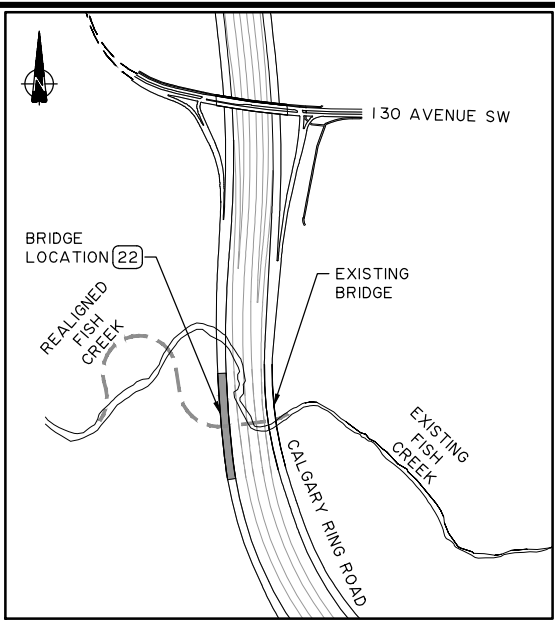 130 AVENUE SW
BRIDGE
LOCATION 22
EXISTING
BRIDGE
REALIGNED
FISH
CREEK
EXISTING
FISH
CREEK
CALGARY RING ROAD